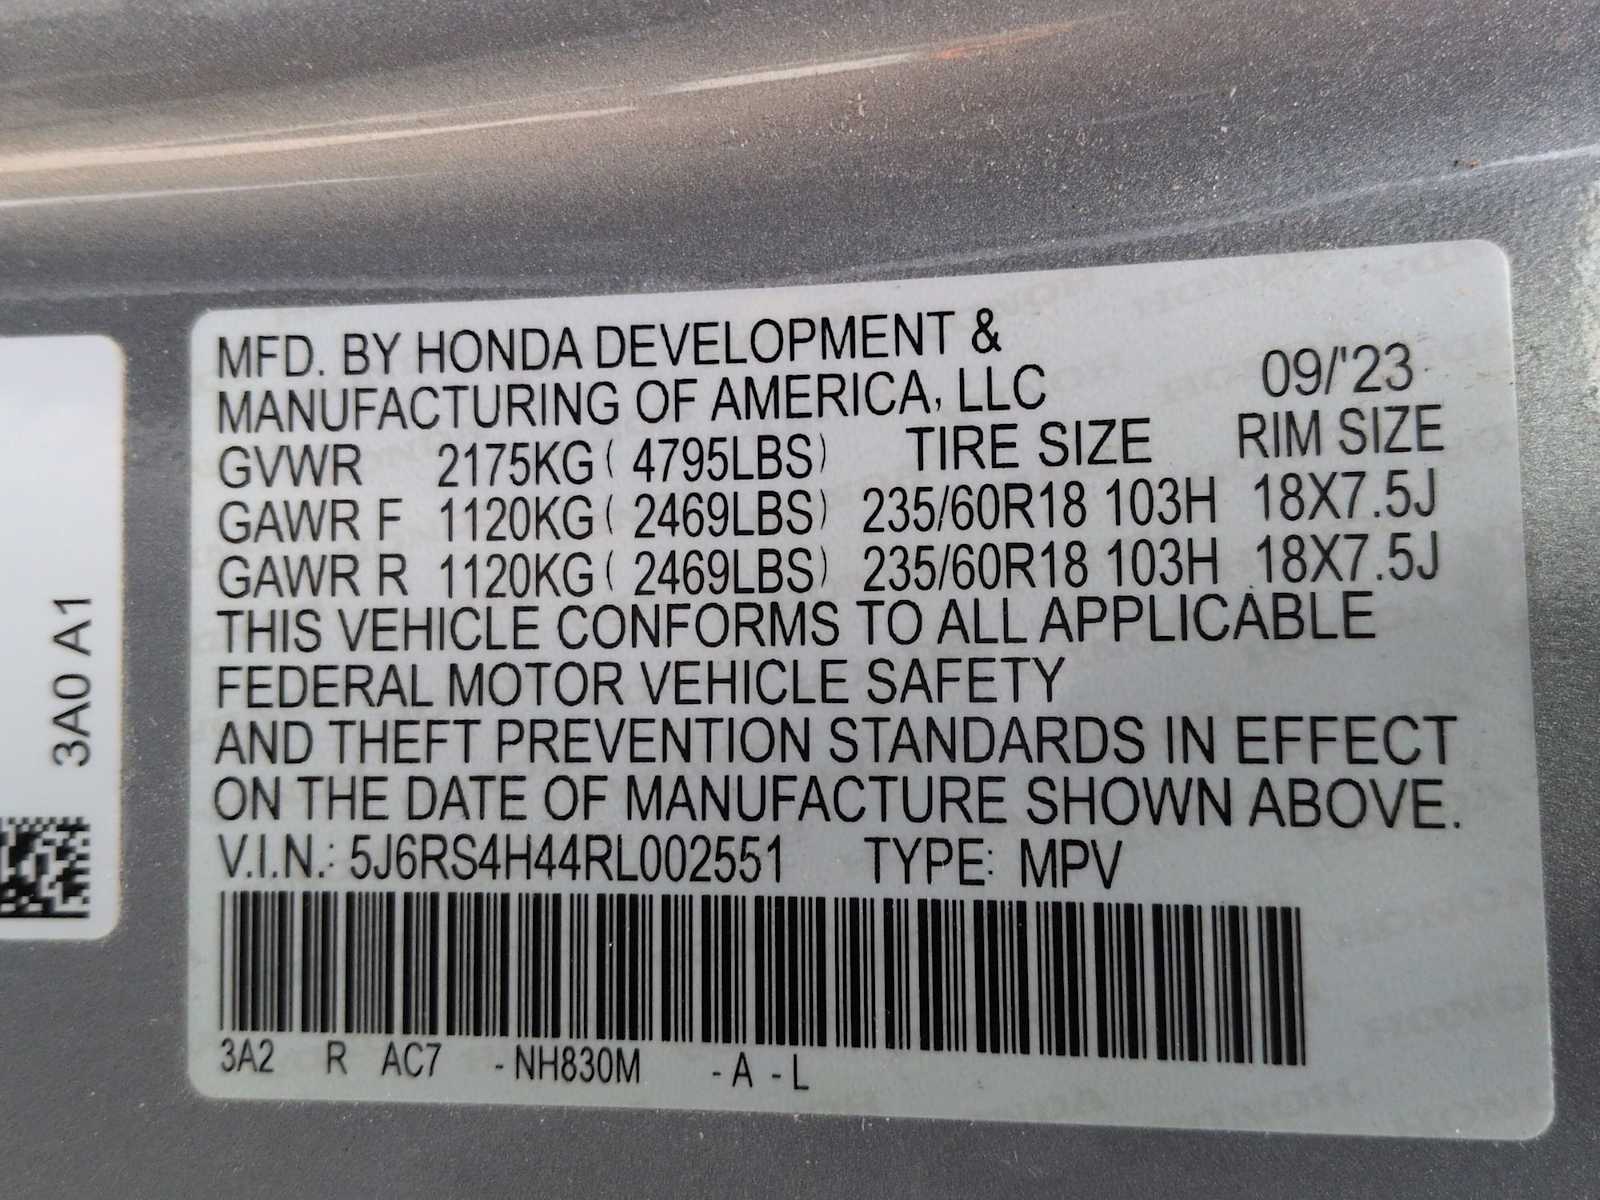 MFD. BY HONDA DEVELOPMENT &
MANUFACTURING OF AMERICA, LLC 09/'23
GVWR 2175KG ( 4795LBS) TIRE SIZE RIM SIZE
GAWR F 1120KG ( 2469LBS) 235/60R18 103H 18X7.5J
GAWR R 1120KG ( 2469LBS) 235/60R18 103H 18X7.5J
THIS VEHICLE CONFORMS TO ALL APPLICABLE
FEDERAL MOTOR VEHICLE SAFETY
AND THEFT PREVENTION STANDARDS IN EFFECT
ON THE DATE OF MANUFACTURE SHOWN ABOVE.
V.I.N.: 5J6RS4H44RL002551 TYPE: MPV
3A2 R AC7 -NH830M -A -L
3A0 A1